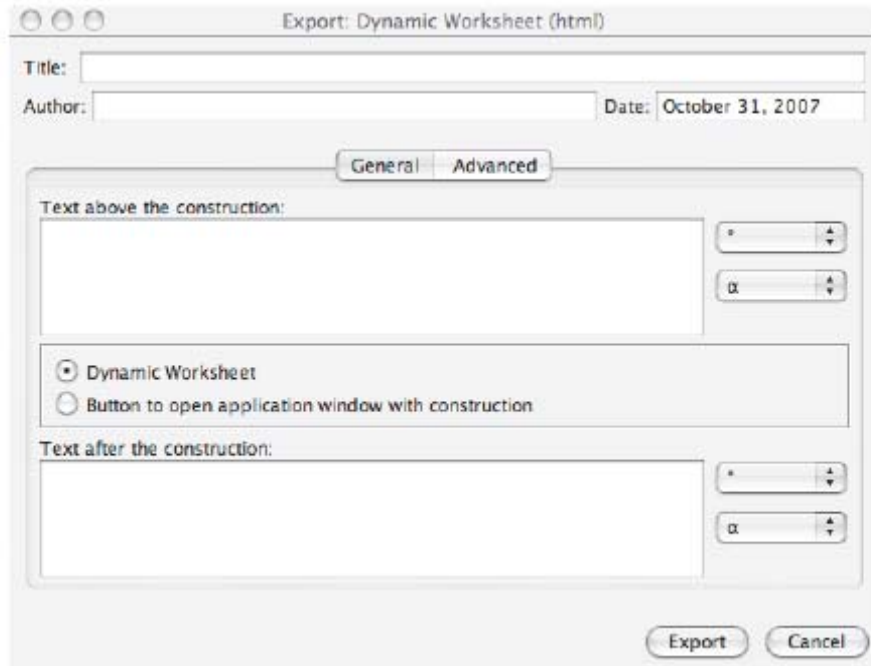 Export: Dynamic Worksheet (html)
Title:
Author:
Date: October 31, 2007
General Advanced
Text above the construction:
°
α
Dynamic Worksheet
Button to open application window with construction
Text after the construction:
°
α
Export Cancel